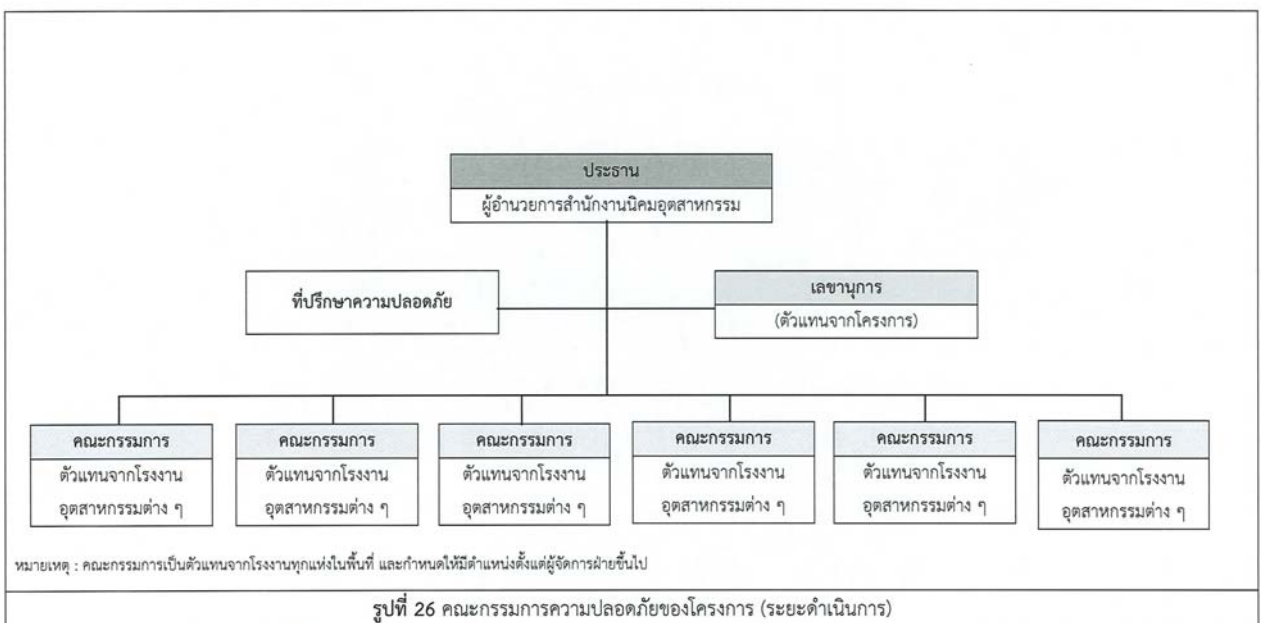 ประธาน
ผู้อำนวยการสำนักงานนิคมอุตสาหกรรม
ที่ปรึกษาความปลอดภัย
เลขานุการ
(ตัวแทนจากโครงการ)
คณะกรรมการ
ตัวแทนจากโรงงาน
อุตสาหกรรมต่าง ๆ
คณะกรรมการ
ตัวแทนจากโรงงาน
อุตสาหกรรมต่าง ๆ
คณะกรรมการ
ตัวแทนจากโรงงาน
อุตสาหกรรมต่าง ๆ
คณะกรรมการ
ตัวแทนจากโรงงาน
อุตสาหกรรมต่าง ๆ
คณะกรรมการ
ตัวแทนจากโรงงาน
อุตสาหกรรมต่าง ๆ
คณะกรรมการ
ตัวแทนจากโรงงาน
อุตสาหกรรมต่าง ๆ
หมายเหตุ : คณะกรรมการเป็นตัวแทนจากโรงงานทุกแห่งในพื้นที่ และกำหนดให้มีตำแหน่งตั้งแต่ผู้จัดการฝ่ายขึ้นไป
รูปที่ 26 คณะกรรมการความปลอดภัยของโครงการ (ระยะดำเนินการ)